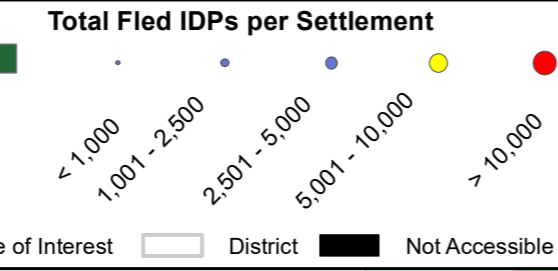 Total Fled IDPs per Settlement
< 1,000
1,001 - 2,500
2,501 - 5,000
5,001 - 10,000
> 10,000
e of Interest District Not Accessible